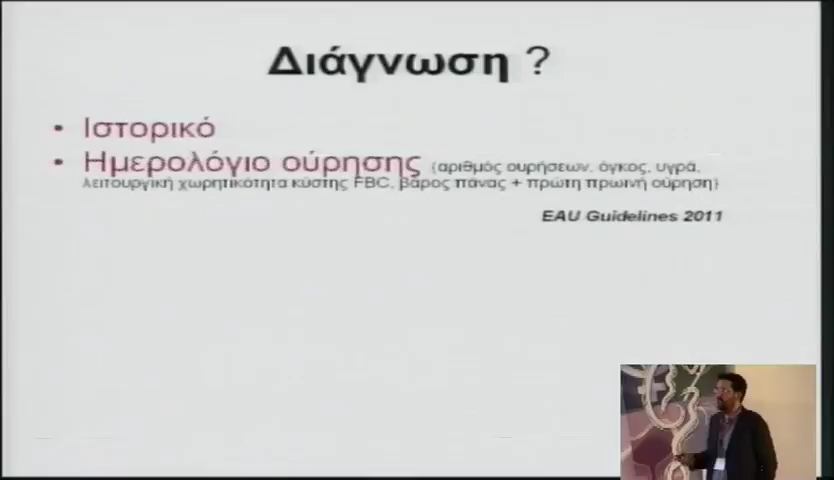 Διάγνωση ?
• Ιστορικό
• Ημερολόγιο ούρησης {αριθμός ουρήσεων, όγκος, υγρά,
λειτουργική χωρητικότητα κύστης FBC, βάρος πάνας + πρώτη πρωινή ούρηση}
EAU Guidelines 2011